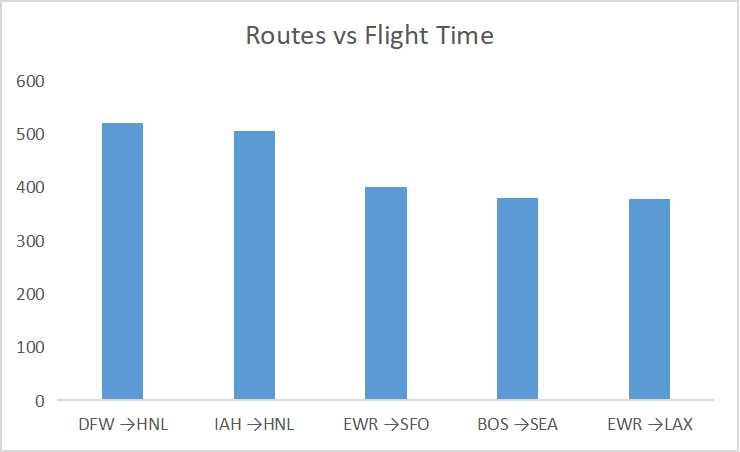 Routes vs Flight Time
600
500
400
300
200
100
0
DFW →HNL
IAH →HNL
EWR →SFO
BOS →SEA
EWR →LAX